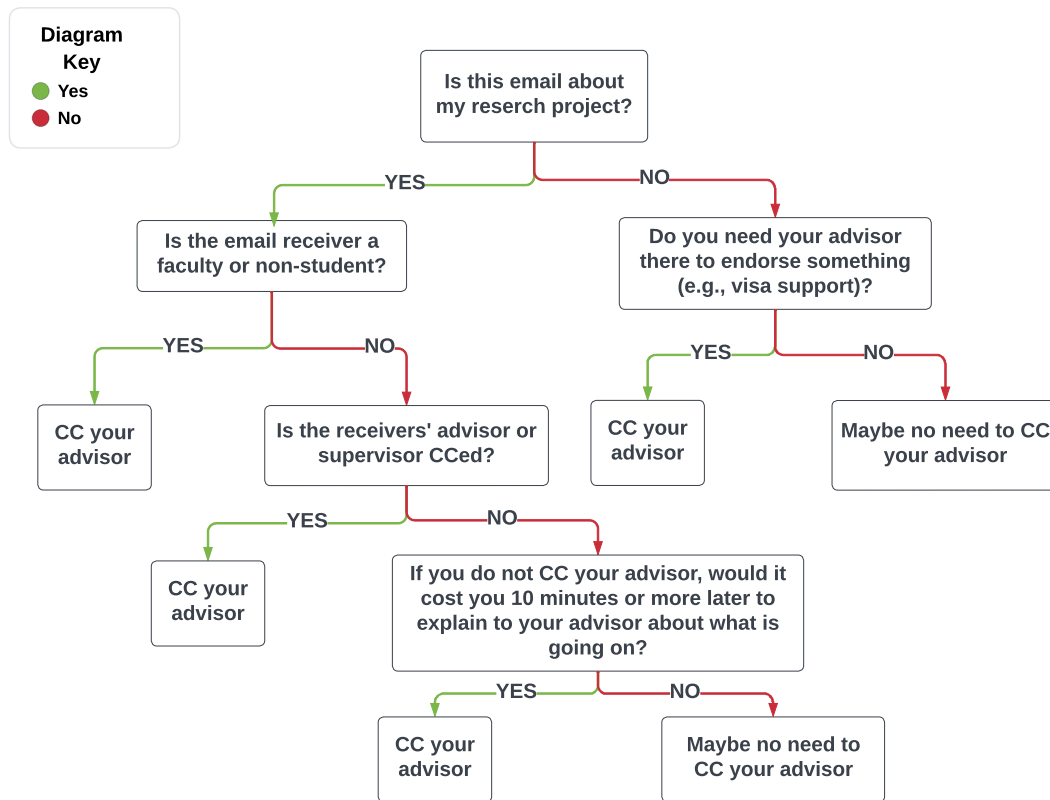 Diagram
Key
Yes
No
Is this email about
my reserch project?
YES
NO
Is the email receiver a
faculty or non-student?
Do you need your advisor
there to endorse something
(e.g., visa support)?
YES
NO
YES
NO
CC your
advisor
Is the receivers' advisor or
supervisor CCed?
CC your
advisor
Maybe no need to CC
your advisor
YES
NO
CC your
advisor
If you do not CC your advisor, would it
cost you 10 minutes or more later to
explain to your advisor about what is
going on?
YES
NO
CC your
advisor
Maybe no need to
CC your advisor